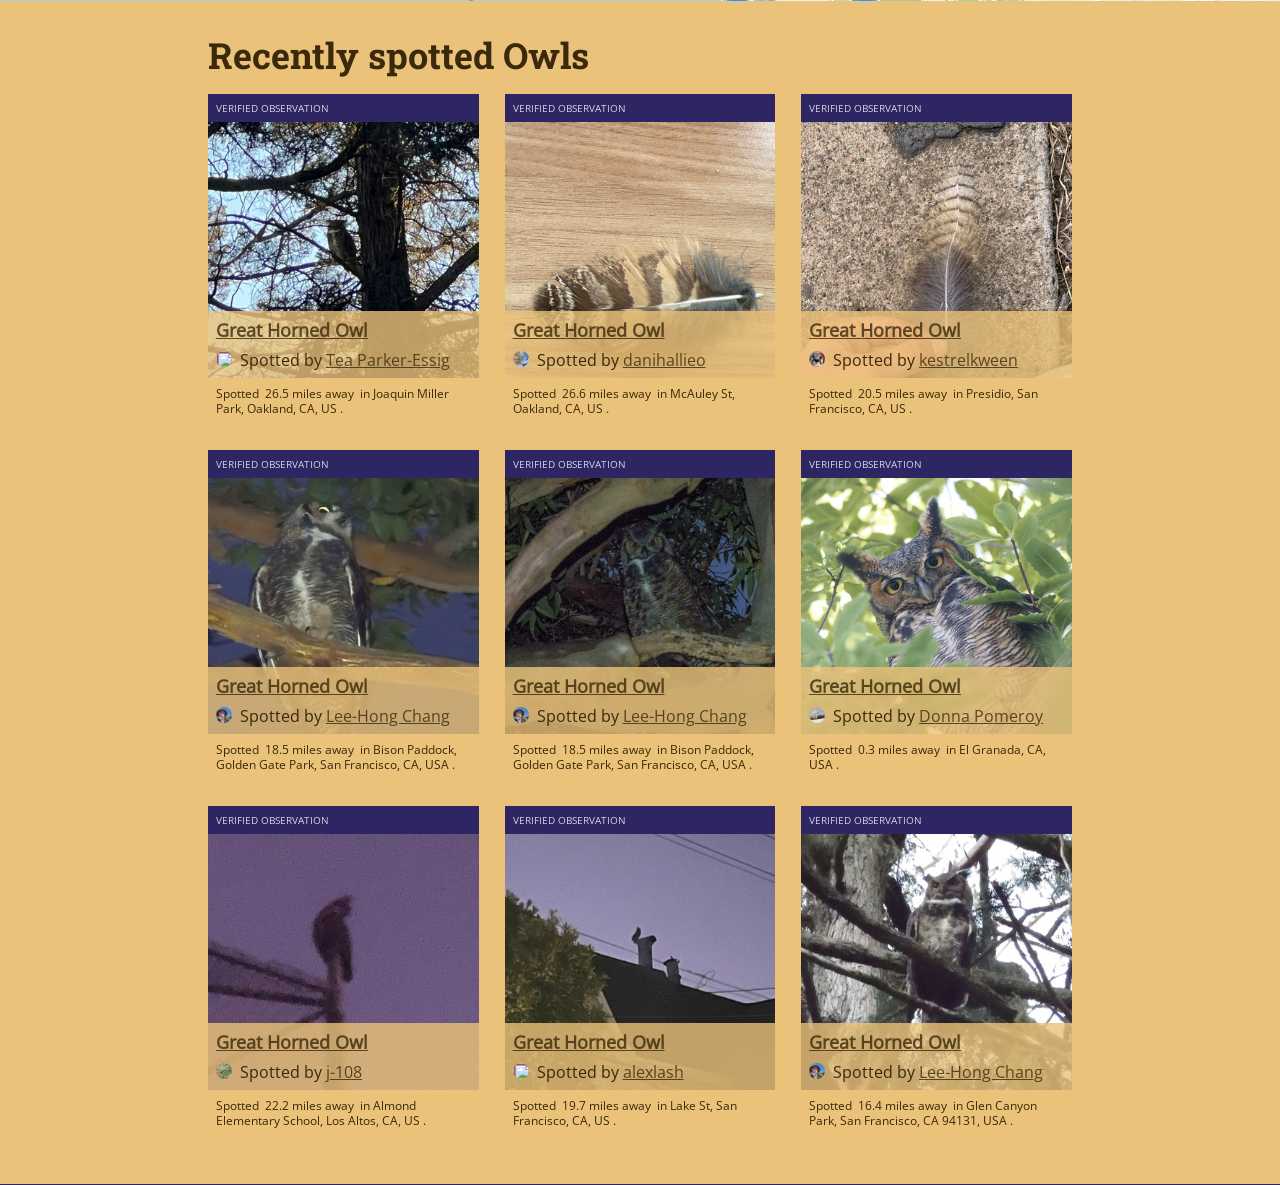 Recently spotted Owls
VERIFIED OBSERVATION
Great Horned Owl
Spotted by Tea Parker-Essig
Spotted 26.5 miles away in Joaquin Miller
Park, Oakland, CA, US .
VERIFIED OBSERVATION
Great Horned Owl
Spotted by danihallieo
Spotted 26.6 miles away in McAuley St,
Oakland, CA, US .
VERIFIED OBSERVATION
Great Horned Owl
Spotted by kestrelkween
Spotted 20.5 miles away in Presidio, San
Francisco, CA, US .
VERIFIED OBSERVATION
Great Horned Owl
Spotted by Lee-Hong Chang
Spotted 18.5 miles away in Bison Paddock,
Golden Gate Park, San Francisco, CA, USA .
VERIFIED OBSERVATION
Great Horned Owl
Spotted by Lee-Hong Chang
Spotted 18.5 miles away in Bison Paddock,
Golden Gate Park, San Francisco, CA, USA .
VERIFIED OBSERVATION
Great Horned Owl
Spotted by Donna Pomeroy
Spotted 0.3 miles away in El Granada, CA,
USA .
VERIFIED OBSERVATION
Great Horned Owl
Spotted by j-108
Spotted 22.2 miles away in Almond
Elementary School, Los Altos, CA, US .
VERIFIED OBSERVATION
Great Horned Owl
Spotted by alexlash
Spotted 19.7 miles away in Lake St, San
Francisco, CA, US .
VERIFIED OBSERVATION
Great Horned Owl
Spotted by Lee-Hong Chang
Spotted 16.4 miles away in Glen Canyon
Park, San Francisco, CA 94131, USA .